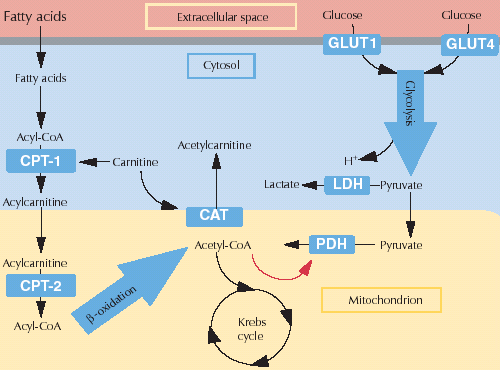 Fatty acids
Extracellular space
Glucose
Glucose
GLUT1
GLUT4
Cytosol
Fatty acids
Glycolysis
Acyl-CoA
CPT-1
Carnitine
Acetylcarnitine
H+
Lactate
LDH
Pyruvate
Acylcarnitine
CAT
Acetyl-CoA
PDH
Pyruvate
Acylcarnitine
CPT-2
β-oxidation
Mitochondrion
Acyl-CoA
Krebs
cycle